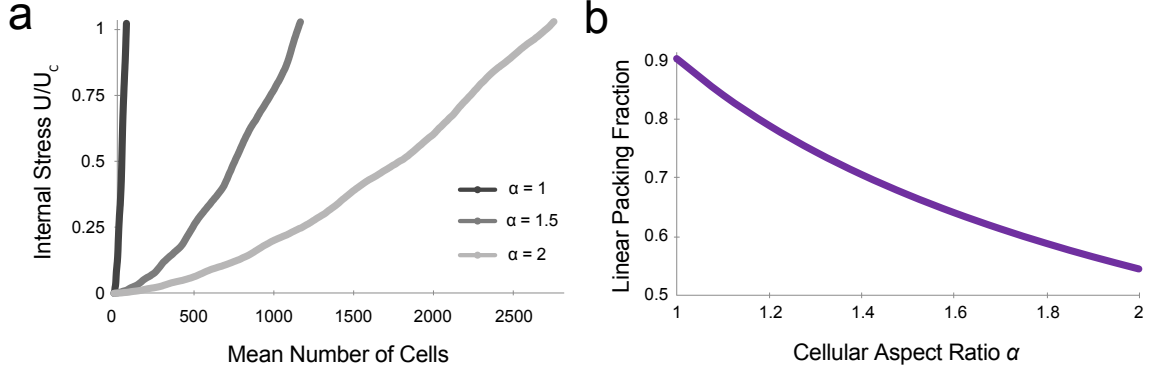 a
Internal Stress U/Uc
1
0.75
0.5
0.25
0
0 500 1000 1500 2000 2500
Mean Number of Cells
α = 1
α = 1.5
α = 2
b
Linear Packing Fraction
0.9
0.8
0.7
0.6
0.5
1 1.2 1.4 1.6 1.8 2
Cellular Aspect Ratio α